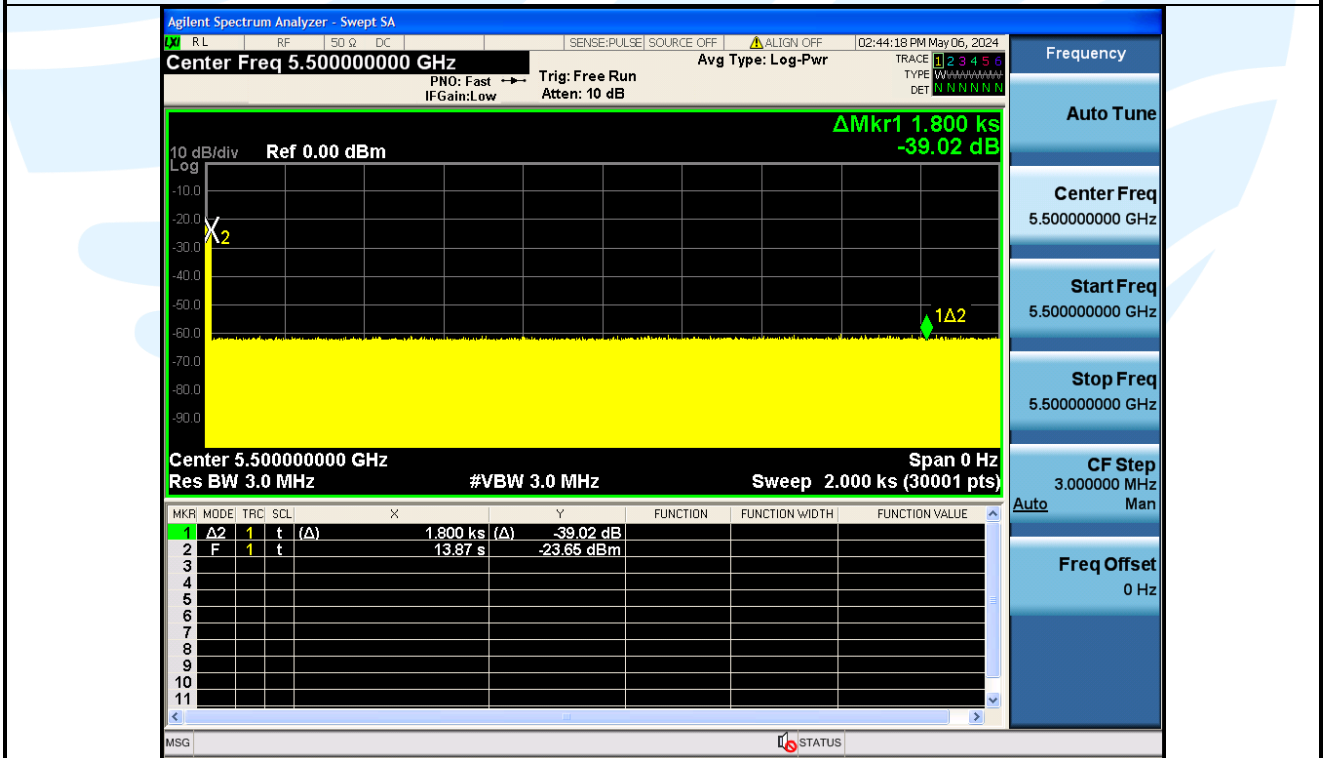 Agilent Spectrum Analyzer - Swept SA
LXI RL RF 50 Ω DC SENSE:PULSE SOURCE OFF ALIGN OFF 02:44:18 PM May 06, 2024
Center Freq 5.500000000 GHz
PNO: Fast
IFGain:Low
Trig: Free Run
Atten: 10 dB
Avg Type: Log-Pwr
TRACE 1 2 3 4 5 6
TYPE WWWWWW
DET N N N N N N
ΔMkr1 1.800 ks
-39.02 dB
10 dB/div Ref 0.00 dBm
Log
-10.0
-20.0
-30.0
-40.0
-50.0
-60.0
-70.0
-80.0
-90.0
2
1Δ2
Center 5.500000000 GHz Span 0 Hz
Res BW 3.0 MHz #VBW 3.0 MHz Sweep 2.000 ks (30001 pts)
MKR MODE TRC SCL X Y FUNCTION FUNCTION WIDTH FUNCTION VALUE
1 Δ2 1 t (Δ) 1.800 ks (Δ) -39.02 dB
2 F 1 t 13.87 s -23.65 dBm
3
4
5
6
7
8
9
10
11
MSG STATUS
Frequency
Auto Tune
Center Freq
5.500000000 GHz
Start Freq
5.500000000 GHz
Stop Freq
5.500000000 GHz
CF Step
3.000000 MHz
Auto Man
Freq Offset
0 Hz